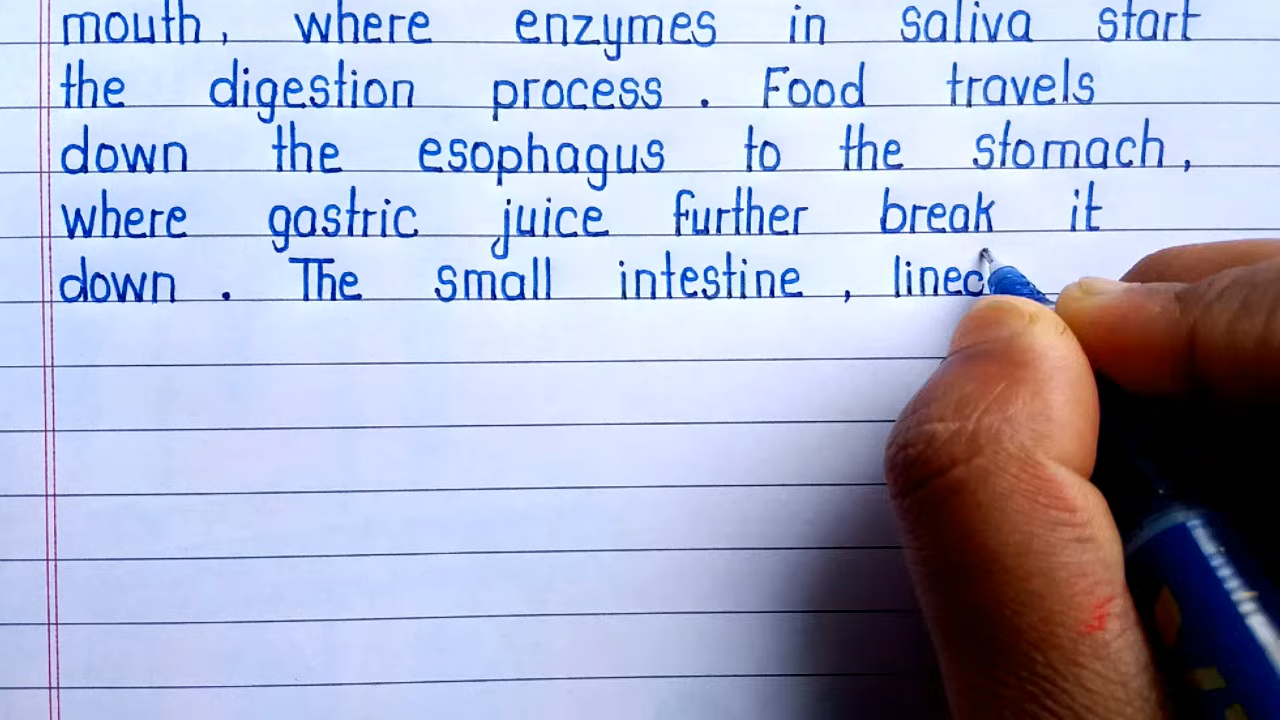 mouth, where enzymes in saliva start
the digestion process. Food travels
down the esophagus to the stomach,
where gastric juice further break it
down. The small intestine, lined